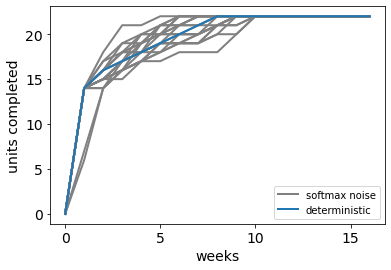 units completed
20
15
10
5
0
0
5
10
15
weeks
softmax noise
deterministic